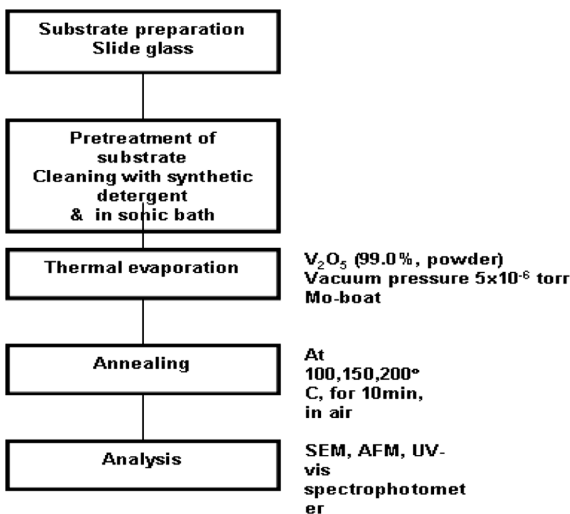 Substrate preparation
Slide glass
Pretreatment of
substrate
Cleaning with synthetic
detergent
& in sonic bath
Thermal evaporation
V₂O₅ (99.0%, powder)
Vacuum pressure 5x10⁻⁶ torr
Mo-boat
Annealing
At
100,150,200°
C, for 10min,
in air
Analysis
SEM, AFM, UV-
vis
spectrophotomet
er